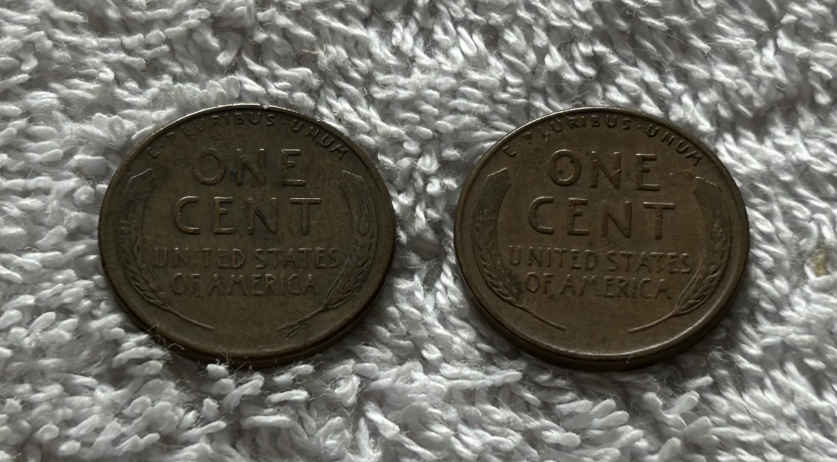 E PLURIBUS UNUM
ONE
CENT
UNITED STATES
OF AMERICA
E PLURIBUS UNUM
ONE
CENT
UNITED STATES
OF AMERICA